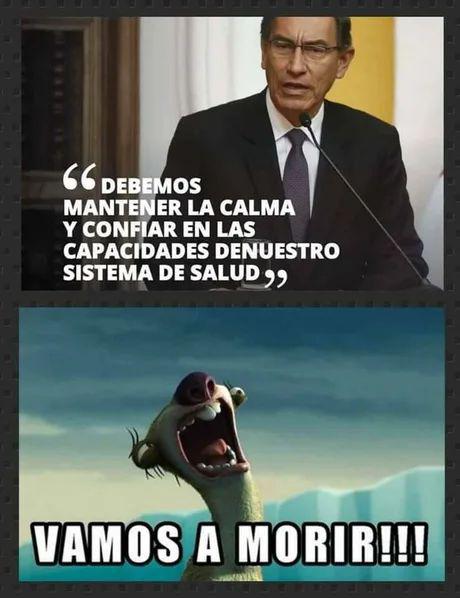 “ DEBEMOS
MANTENER LA CALMA
Y CONFIAR EN LAS
CAPACIDADES DENUESTRO
SISTEMA DE SALUD ”
VAMOS A MORIR!!!